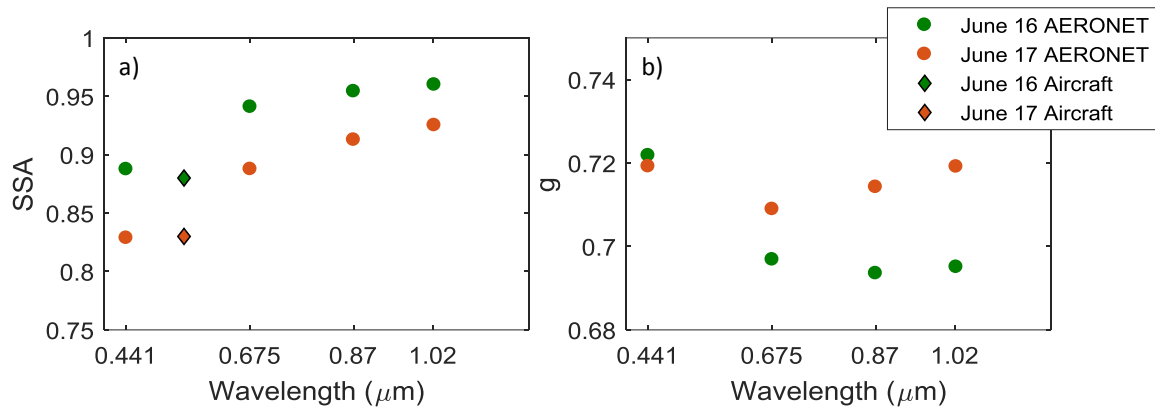 June 16 AERONET
June 17 AERONET
June 16 Aircraft
June 17 Aircraft
a)
1
0.95
0.9
0.85
0.8
0.75
SSA
0.441 0.675 0.87 1.02
Wavelength (μm)
b)
0.74
0.72
0.7
0.68
g
0.441 0.675 0.87 1.02
Wavelength (μm)